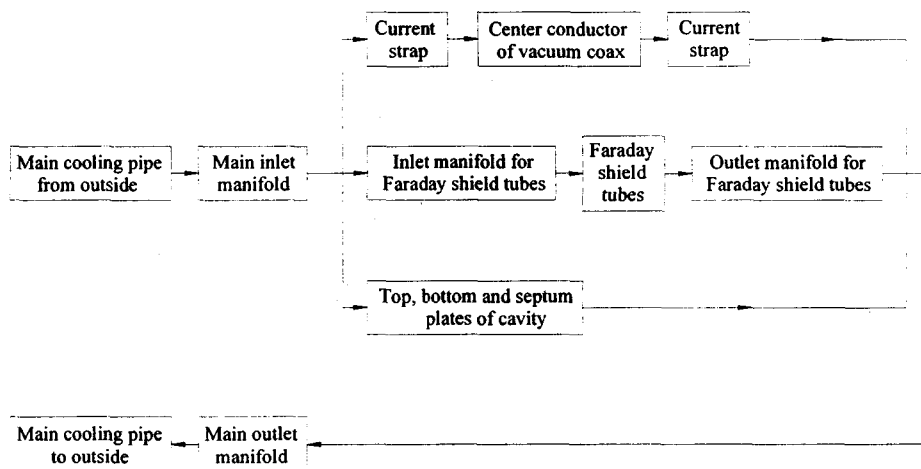 Current
strap
Center conductor
of vacuum coax
Current
strap
Main cooling pipe
from outside
Main inlet
manifold
Inlet manifold for
Faraday shield tubes
Faraday
shield
tubes
Outlet manifold for
Faraday shield tubes
Top, bottom and septum
plates of cavity
Main cooling pipe
to outside
Main outlet
manifold